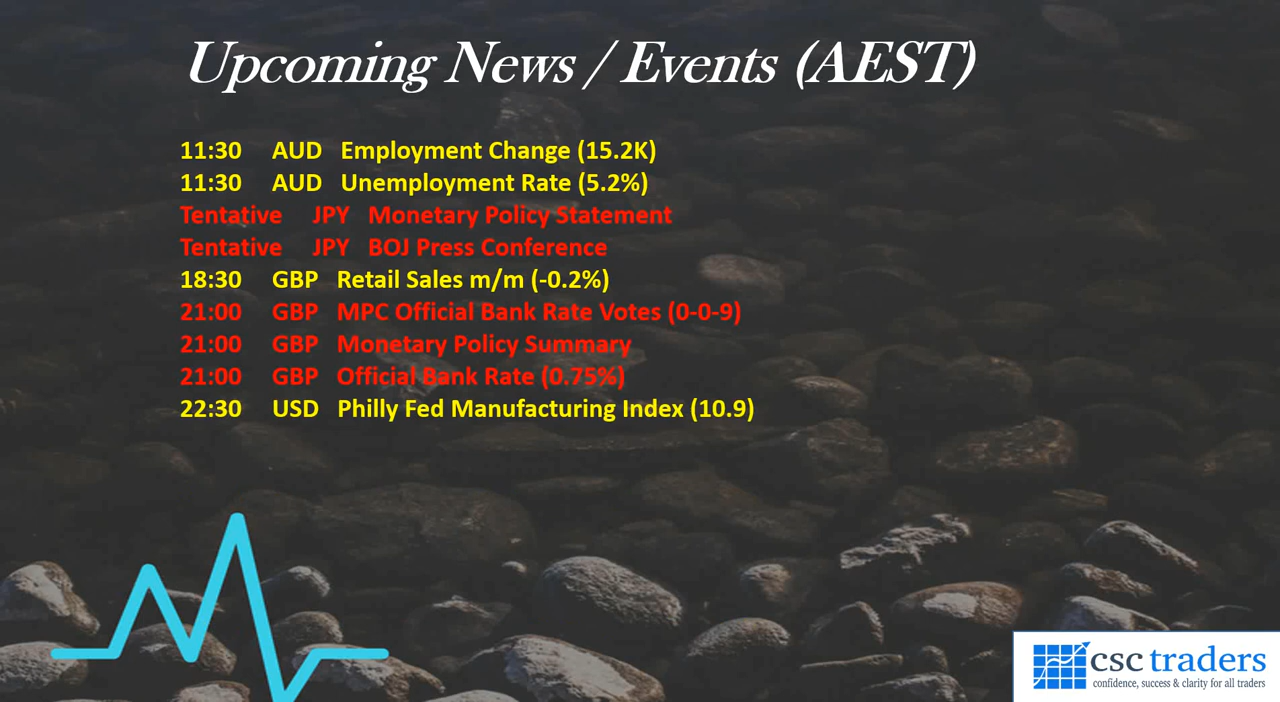 Upcoming News / Events (AEST)
11:30 AUD Employment Change (15.2K)
11:30 AUD Unemployment Rate (5.2%)
Tentative JPY Monetary Policy Statement
Tentative JPY BOJ Press Conference
18:30 GBP Retail Sales m/m (-0.2%)
21:00 GBP MPC Official Bank Rate Votes (0-0-9)
21:00 GBP Monetary Policy Summary
21:00 GBP Official Bank Rate (0.75%)
22:30 USD Philly Fed Manufacturing Index (10.9)
csc traders
confidence, success & clarity for all traders